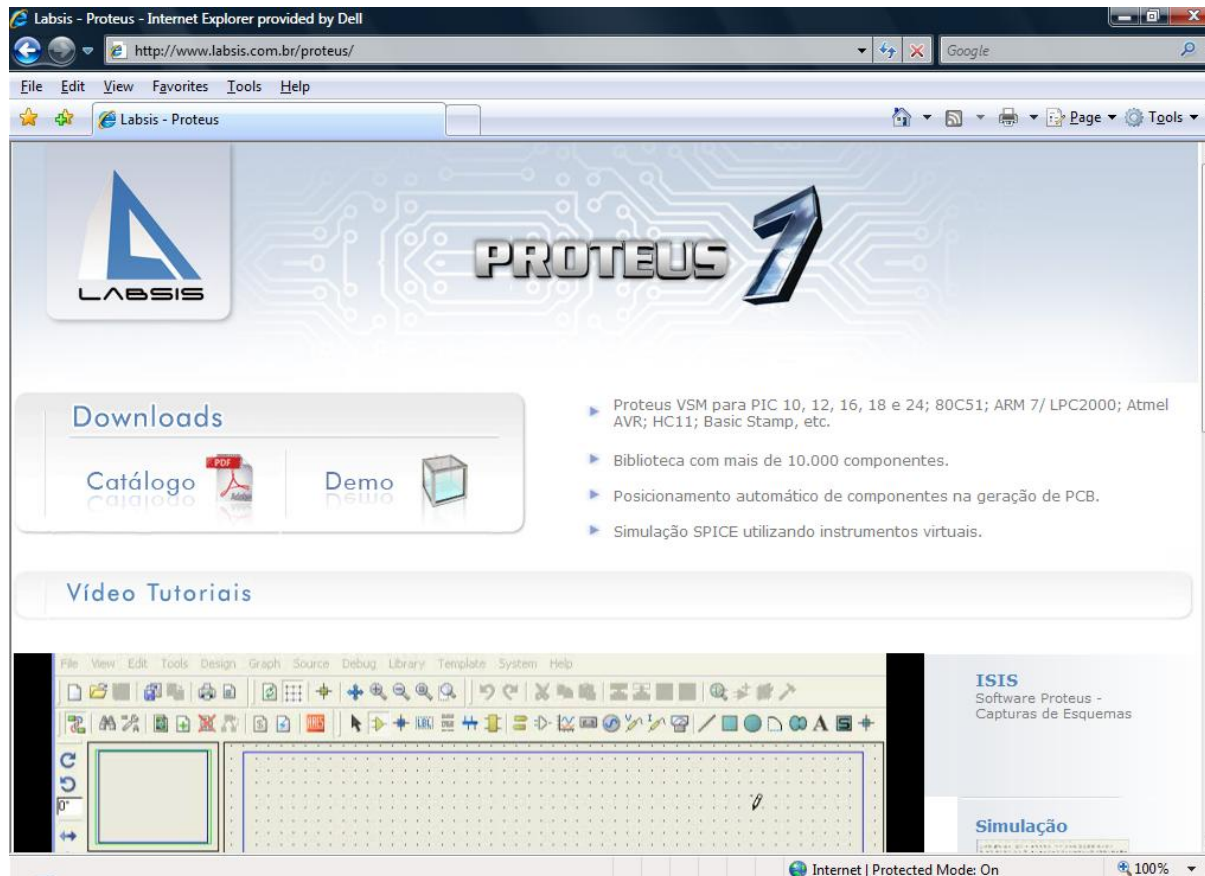 Labsis - Proteus - Internet Explorer provided by Dell
http://www.labsis.com.br/proteus/
Google
File Edit View Favorites Tools Help
Labsis - Proteus
Page Tools
LABSIS
PROTEUS 7
Downloads
Catálogo
PDF
Adobe
Demo
Proteus VSM para PIC 10, 12, 16, 18 e 24; 80C51; ARM 7/ LPC2000; Atmel
AVR; HC11; Basic Stamp, etc.
Biblioteca com mais de 10.000 componentes.
Posicionamento automático de componentes na geração de PCB.
Simulação SPICE utilizando instrumentos virtuais.
Vídeo Tutoriais
File View Edit Tools Design Graph Source Debug Library Template System Help
ARES
LBL
A
0°
ISIS
Software Proteus -
Capturas de Esquemas
Simulação
Internet | Protected Mode: On
100%